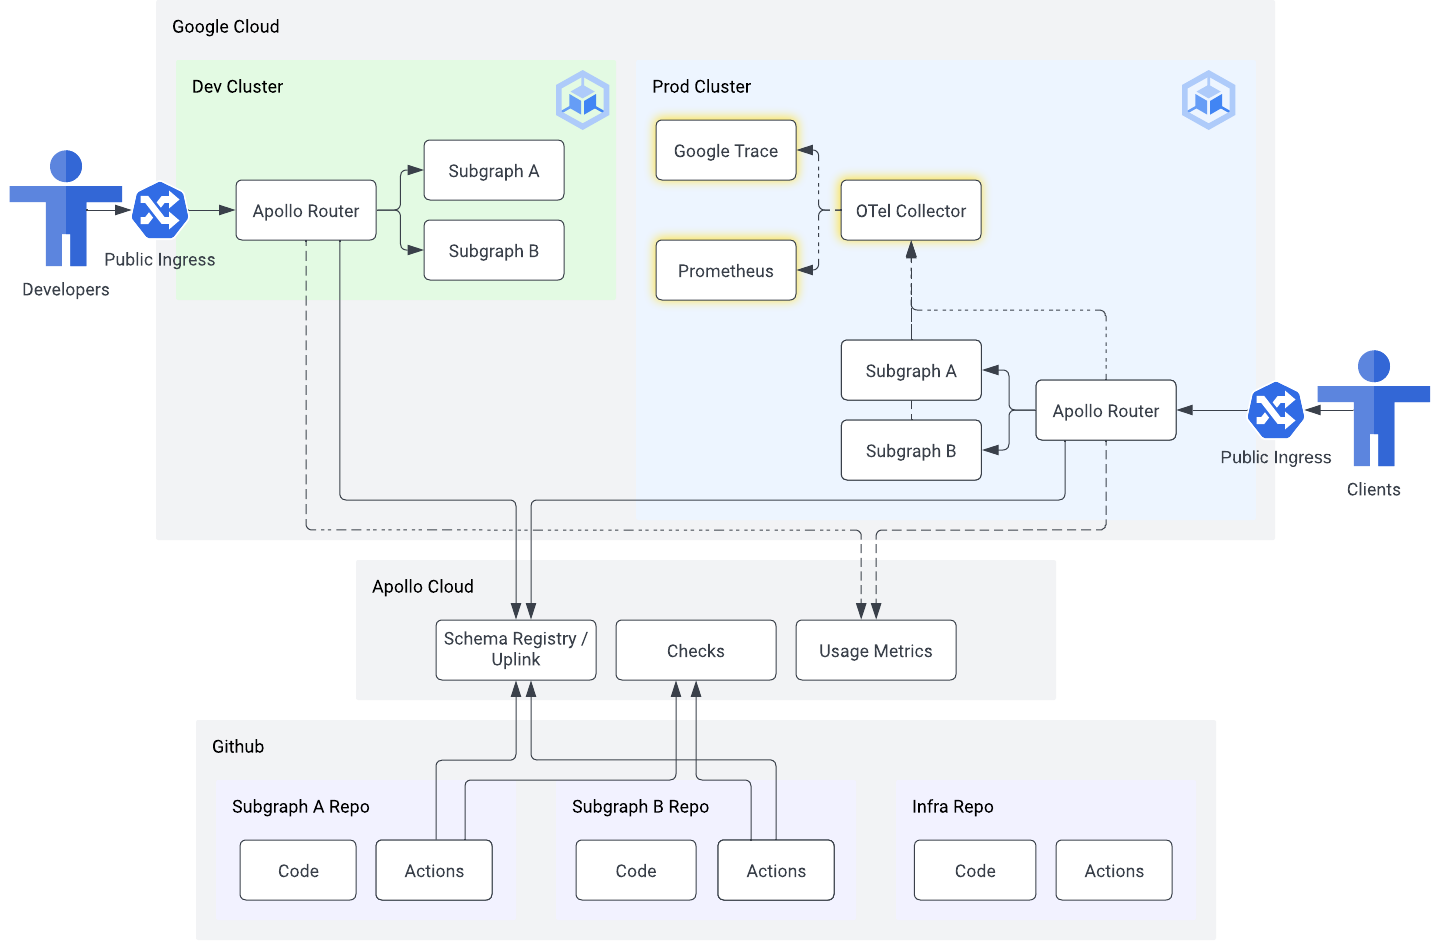 Google Cloud
Dev Cluster
Prod Cluster
Google Trace
Subgraph A
Apollo Router
OTel Collector
Subgraph B
Public Ingress
Prometheus
Developers
Subgraph A
Apollo Router
Subgraph B
Public Ingress
Clients
Apollo Cloud
Schema Registry /
Uplink
Checks
Usage Metrics
Github
Subgraph A Repo
Subgraph B Repo
Infra Repo
Code
Actions
Code
Actions
Code
Actions